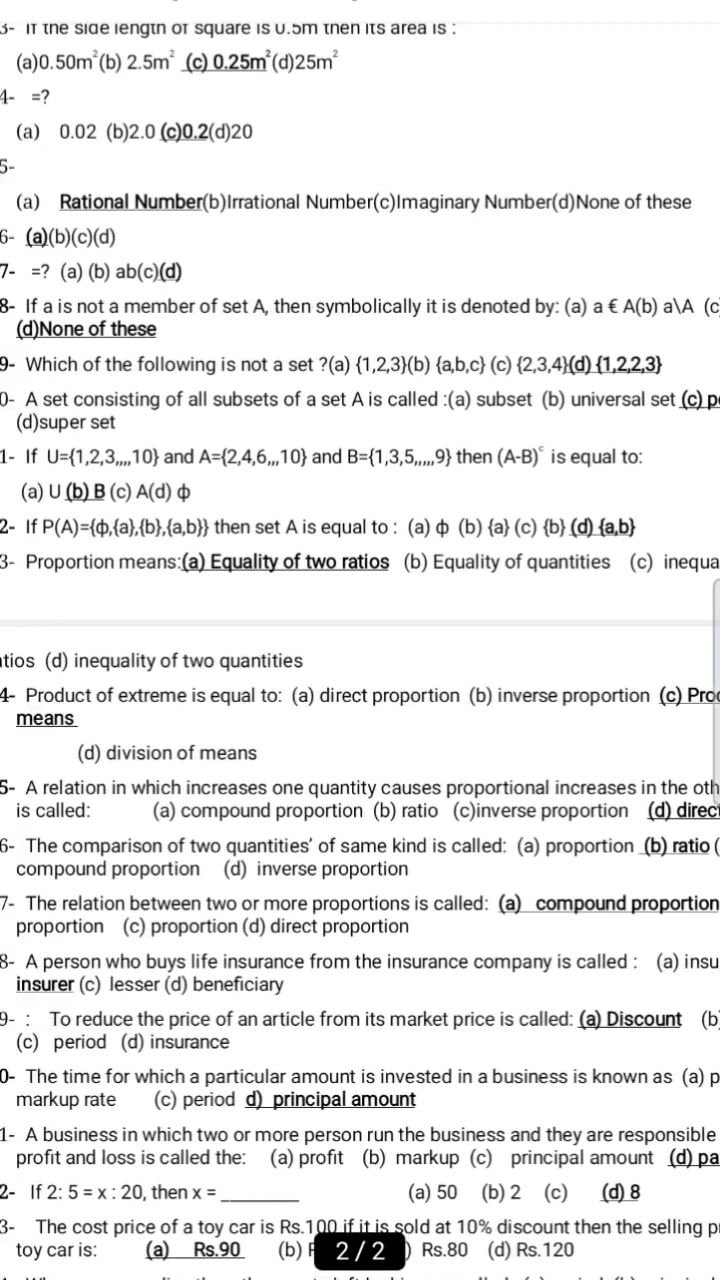 3- If the side length of square is 0.5m then its area is :
(a)0.50m²(b) 2.5m² (c) 0.25m²(d)25m²
4- =?
(a) 0.02 (b)2.0 (c)0.2(d)20
5-
(a) Rational Number(b)Irrational Number(c)Imaginary Number(d)None of these
6- (a)(b)(c)(d)
7- =? (a) (b) ab(c)(d)
8- If a is not a member of set A, then symbolically it is denoted by: (a) a € A(b) a\A (c
(d)None of these
9- Which of the following is not a set ?(a) {1,2,3}(b) {a,b,c} (c) {2,3,4}(d) {1,2,2,3}
0- A set consisting of all subsets of a set A is called :(a) subset (b) universal set (c) p
(d)super set
1- If U={1,2,3,,,,10} and A={2,4,6,,,10} and B={1,3,5,,,,,9} then (A-B)ᶜ is equal to:
(a) U (b) B (c) A(d) ф
2- If P(A)={ф,{a},{b},{a,b}} then set A is equal to : (a) ф (b) {a} (c) {b} (d) {a,b}
3- Proportion means:(a) Equality of two ratios (b) Equality of quantities (c) inequa
tios (d) inequality of two quantities
4- Product of extreme is equal to: (a) direct proportion (b) inverse proportion (c) Proc
means
(d) division of means
5- A relation in which increases one quantity causes proportional increases in the oth
is called: (a) compound proportion (b) ratio (c)inverse proportion (d) direct
6- The comparison of two quantities' of same kind is called: (a) proportion (b) ratio (
compound proportion (d) inverse proportion
7- The relation between two or more proportions is called: (a) compound proportion
proportion (c) proportion (d) direct proportion
8- A person who buys life insurance from the insurance company is called : (a) insu
insurer (c) lesser (d) beneficiary
9- : To reduce the price of an article from its market price is called: (a) Discount (b)
(c) period (d) insurance
0- The time for which a particular amount is invested in a business is known as (a) p
markup rate (c) period d) principal amount
1- A business in which two or more person run the business and they are responsible
profit and loss is called the: (a) profit (b) markup (c) principal amount (d) pa
2- If 2: 5 = x : 20, then x = ________ (a) 50 (b) 2 (c) (d) 8
3- The cost price of a toy car is Rs.100 if it is sold at 10% discount then the selling p
toy car is: (a) Rs.90 (b) ) Rs.80 (d) Rs.120
2 / 2